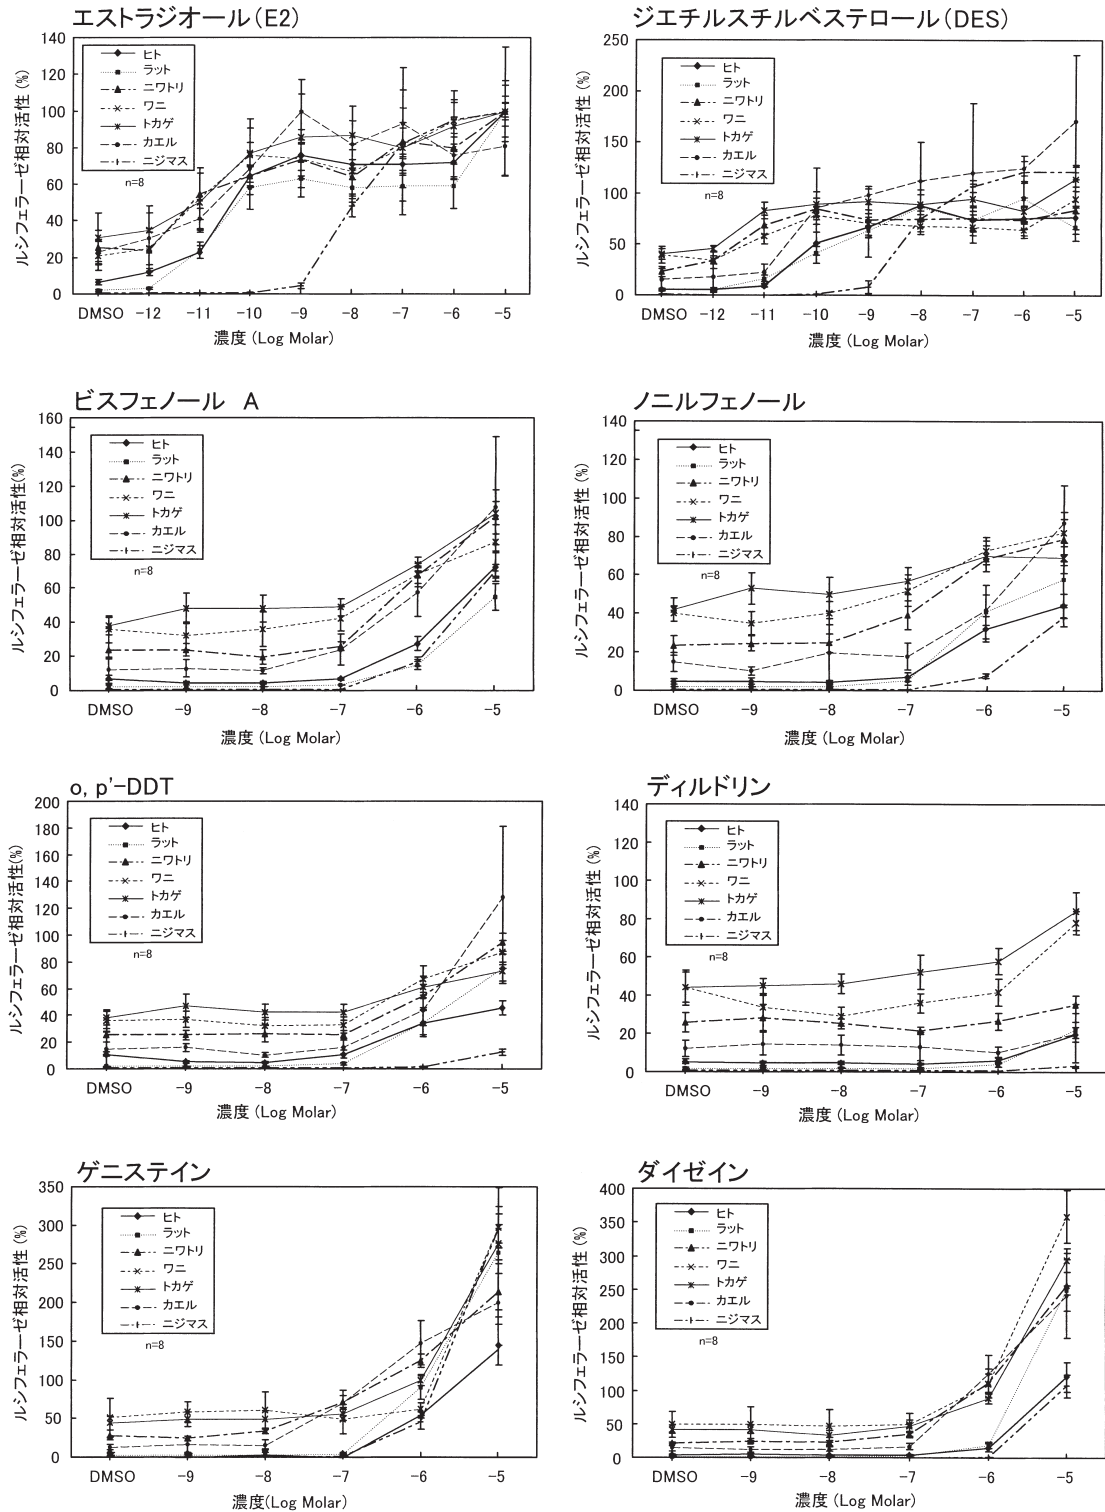 エストラジオール(E2)
ルシフェラーゼ相対活性 (%)
140
120
100
80
60
40
20
0
ヒト
ラット
ニワトリ
ワニ
トカゲ
カエル
ニジマス
n=8
DMSO -12 -11 -10 -9 -8 -7 -6 -5
濃度 (Log Molar)
ジエチルスチルベステロール(DES)
ルシフェラーゼ相対活性 (%)
250
200
150
100
50
0
ヒト
ラット
ニワトリ
ワニ
トカゲ
カエル
ニジマス
n=8
DMSO -12 -11 -10 -9 -8 -7 -6 -5
濃度 (Log Molar)
ビスフェノール A
ルシフェラーゼ相対活性(%)
160
140
120
100
80
60
40
20
0
ヒト
ラット
ニワトリ
ワニ
トカゲ
カエル
ニジマス
n=8
DMSO -9 -8 -7 -6 -5
濃度 (Log Molar)
ノニルフェノール
ルシフェラーゼ相対活性 (%)
140
120
100
80
60
40
20
0
ヒト
ラット
ニワトリ
ワニ
トカゲ
カエル
ニジマス
n=8
DMSO -9 -8 -7 -6 -5
濃度 (Log Molar)
o, p'-DDT
ルシフェラーゼ相対活性(%)
200
180
160
140
120
100
80
60
40
20
0
ヒト
ラット
ニワトリ
ワニ
トカゲ
カエル
ニジマス
n=8
DMSO -9 -8 -7 -6 -5
濃度 (Log Molar)
ディルドリン
ルシフェラーゼ相対活性 (%)
140
120
100
80
60
40
20
0
ヒト
ラット
ニワトリ
ワニ
トカゲ
カエル
ニジマス
n=8
DMSO -9 -8 -7 -6 -5
濃度 (Log Molar)
ゲニステイン
ルシフェラーゼ相対活性 (%)
350
300
250
200
150
100
50
0
ヒト
ラット
ニワトリ
ワニ
トカゲ
カエル
ニジマス
n=8
DMSO -9 -8 -7 -6 -5
濃度(Log Molar)
ダイゼイン
ルシフェラーゼ相対活性 (%)
400
350
300
250
200
150
100
50
0
ヒト
ラット
ニワトリ
ワニ
トカゲ
カエル
ニジマス
n=8
DMSO -9 -8 -7 -6 -5
濃度 (Log Molar)